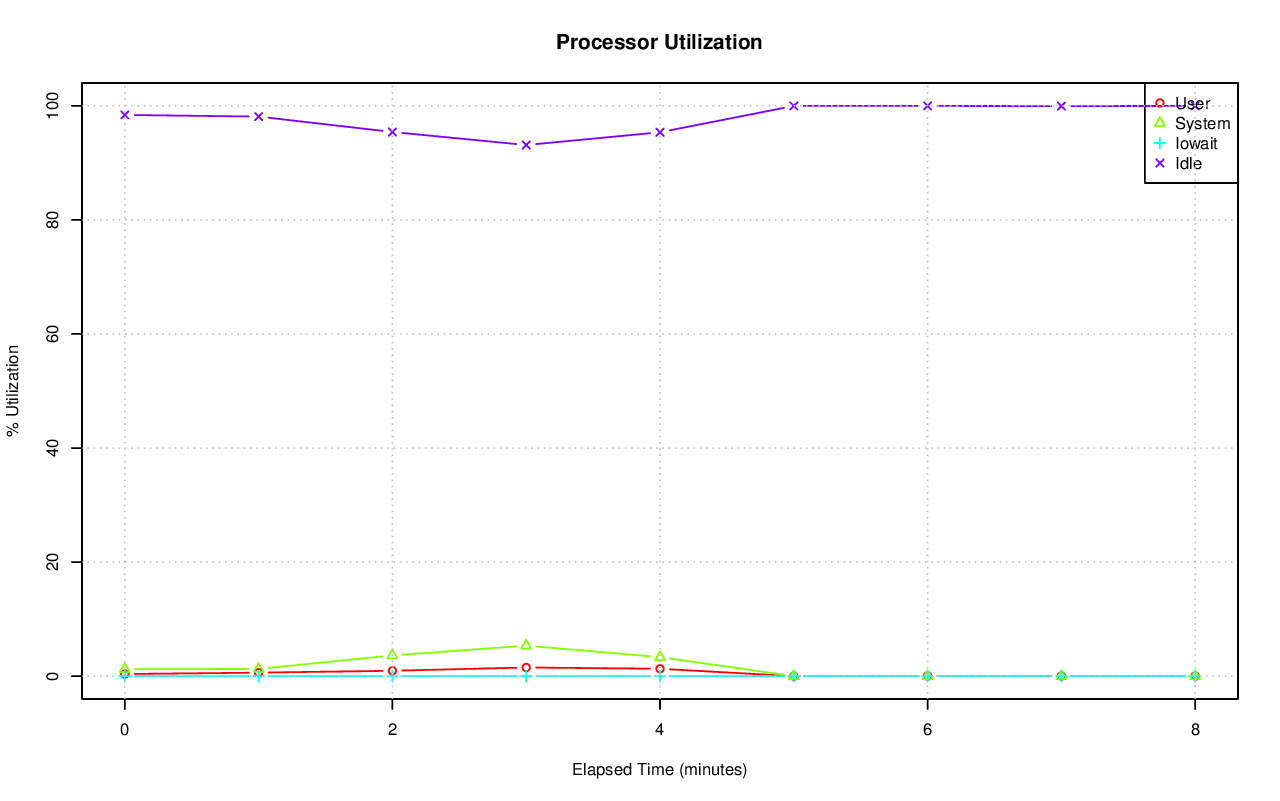 Processor Utilization
% Utilization
100
80
60
40
20
0
User
System
Iowait
Idle
0 2 4 6 8
Elapsed Time (minutes)